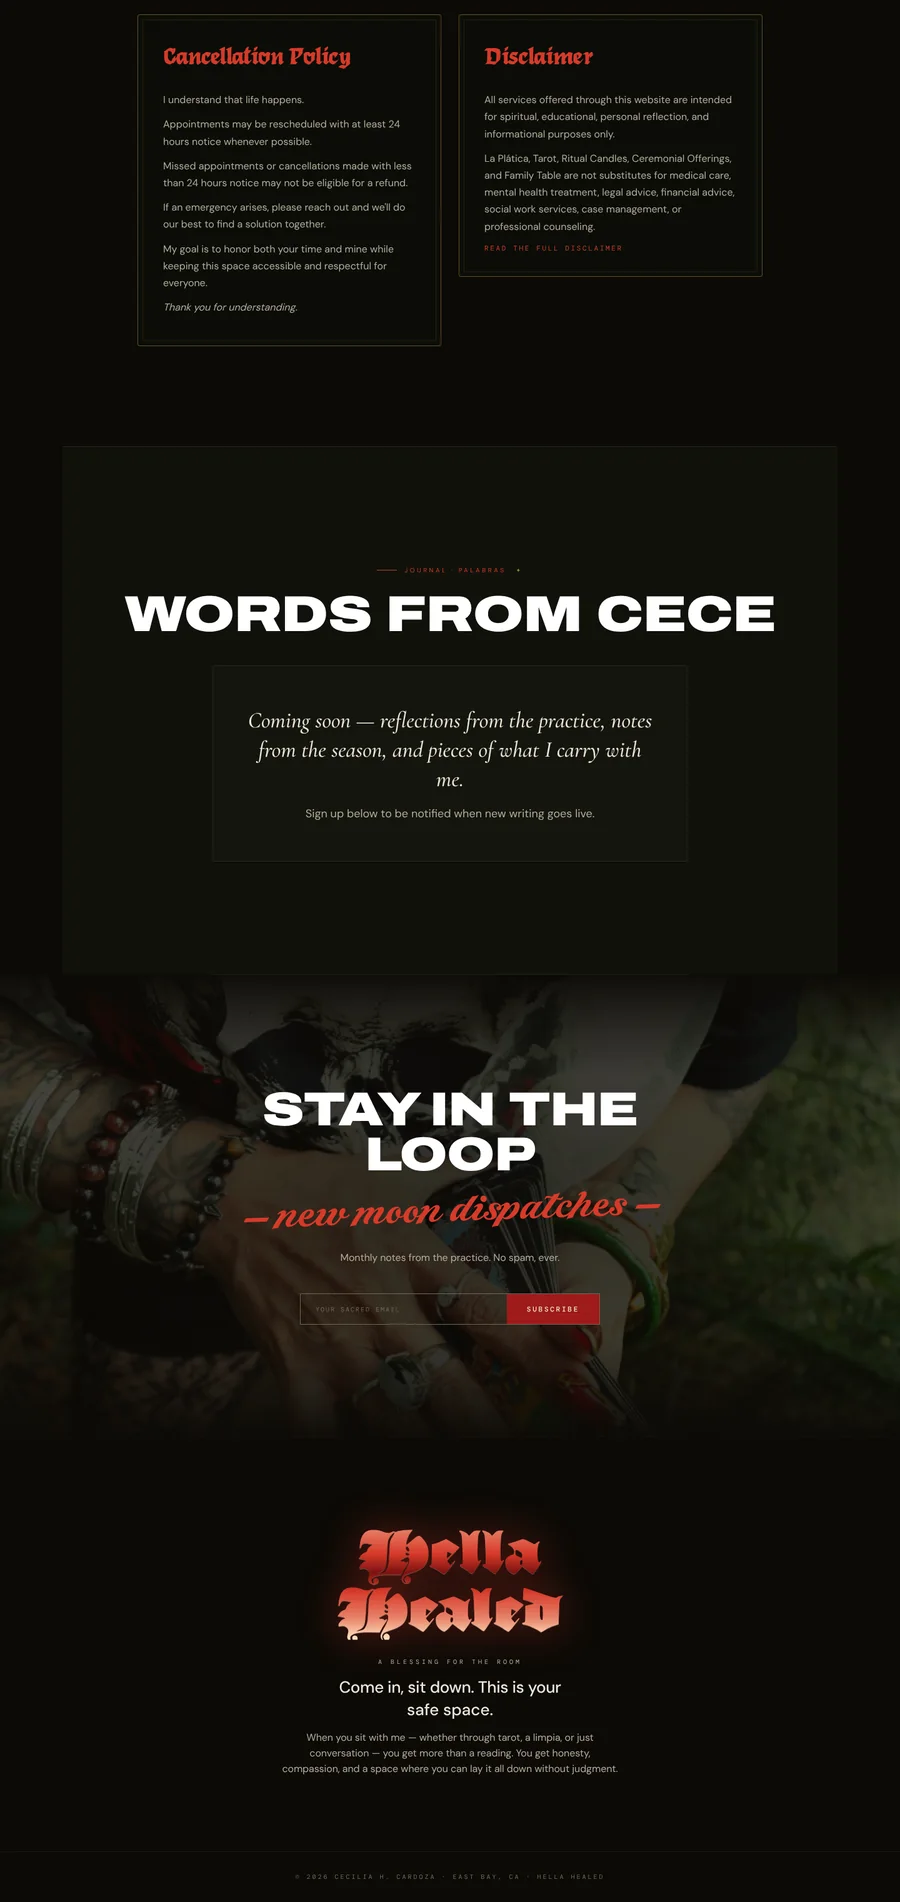 Cancellation Policy
I understand that life happens.
Appointments may be rescheduled with at least 24
hours notice whenever possible.
Missed appointments or cancellations made with less
than 24 hours notice may not be eligible for a refund.
If an emergency arises, please reach out and we'll do
our best to find a solution together.
My goal is to honor both your time and mine while
keeping this space accessible and respectful for
everyone.
Thank you for understanding.
Disclaimer
All services offered through this website are intended
for spiritual, educational, personal reflection, and
informational purposes only.
La Plática, Tarot, Ritual Candles, Ceremonial Offerings,
and Family Table are not substitutes for medical care,
mental health treatment, legal advice, financial advice,
social work services, case management, or
professional counseling.
READ THE FULL DISCLAIMER
JOURNAL · PALABRAS
WORDS FROM CECE
Coming soon — reflections from the practice, notes
from the season, and pieces of what I carry with
me.
Sign up below to be notified when new writing goes live.
STAY IN THE
LOOP
— new moon dispatches —
Monthly notes from the practice. No spam, ever.
YOUR SACRED EMAIL
SUBSCRIBE
Hella
Healed
A BLESSING FOR THE ROOM
Come in, sit down. This is your
safe space.
When you sit with me — whether through tarot, a limpia, or just
conversation — you get more than a reading. You get honesty,
compassion, and a space where you can lay it all down without judgment.
© 2026 CECILIA H. CARDOZA · EAST BAY, CA · HELLA HEALED